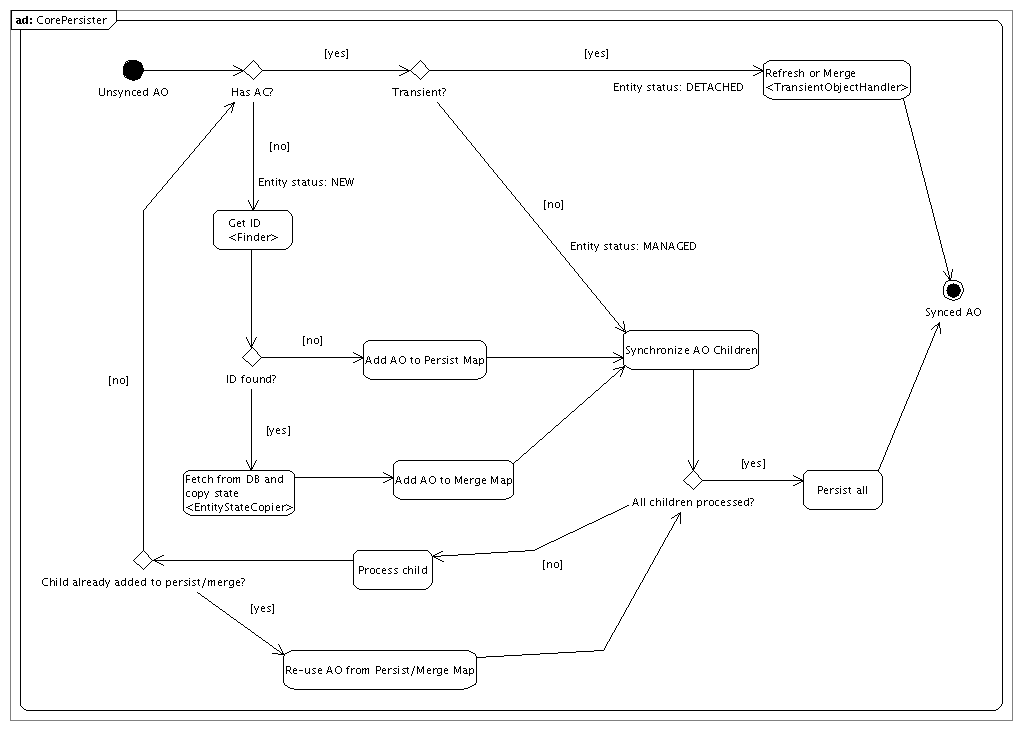 ad: CorePersister
[yes]
[yes]
Unsynced AO
Has AC?
Transient?
Entity status: DETACHED
Refresh or Merge
<TransientObjectHandler>
[no]
Entity status: NEW
Get ID
<Finder>
[no]
Entity status: MANAGED
Synced AO
[no]
ID found?
Add AO to Persist Map
Synchronize AO Children
[no]
[yes]
Fetch from DB and
copy state
<EntityStateCopier>
Add AO to Merge Map
[yes]
All children processed?
Persist all
[no]
Process child
Child already added to persist/merge?
[yes]
Re-use AO from Persist/Merge Map